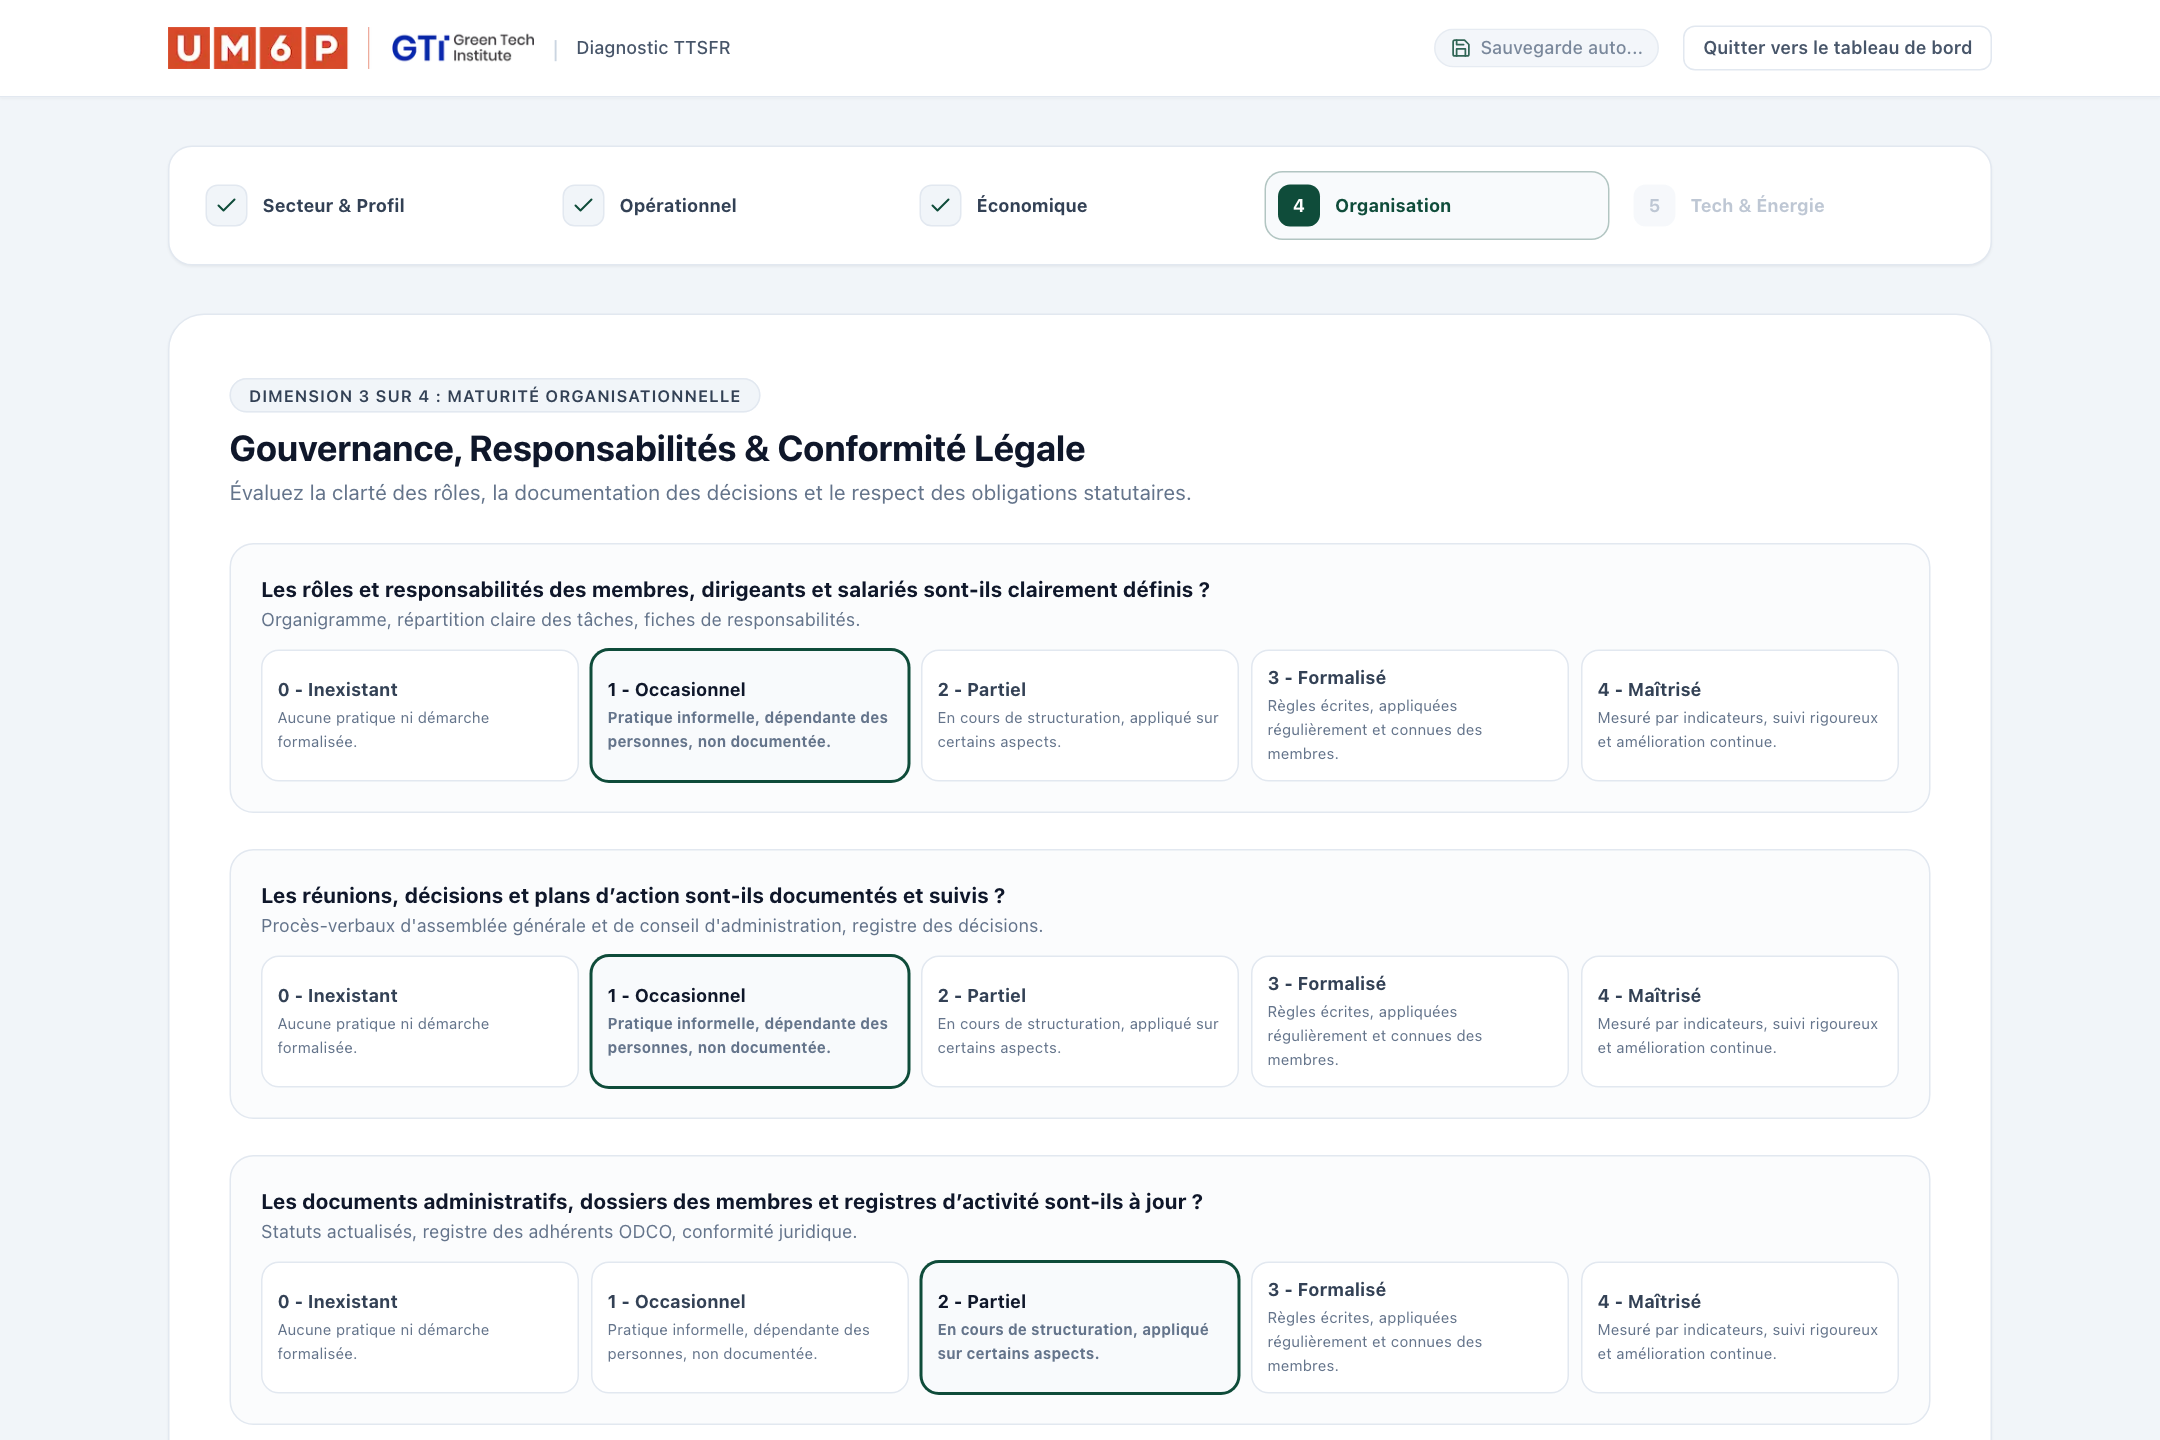 UM6P
GTi Green Tech Institute
Diagnostic TTSFR
Sauvegarde auto...
Quitter vers le tableau de bord
Secteur & Profil
Opérationnel
Économique
4 Organisation
5 Tech & Énergie
DIMENSION 3 SUR 4 : MATURITÉ ORGANISATIONNELLE
Gouvernance, Responsabilités & Conformité Légale
Évaluez la clarté des rôles, la documentation des décisions et le respect des obligations statutaires.
Les rôles et responsabilités des membres, dirigeants et salariés sont-ils clairement définis ?
Organigramme, répartition claire des tâches, fiches de responsabilités.
0 - Inexistant
Aucune pratique ni démarche
formalisée.
1 - Occasionnel
Pratique informelle, dépendante des
personnes, non documentée.
2 - Partiel
En cours de structuration, appliqué sur
certains aspects.
3 - Formalisé
Règles écrites, appliquées
régulièrement et connues des
membres.
4 - Maîtrisé
Mesuré par indicateurs, suivi rigoureux
et amélioration continue.
Les réunions, décisions et plans d’action sont-ils documentés et suivis ?
Procès-verbaux d'assemblée générale et de conseil d'administration, registre des décisions.
0 - Inexistant
Aucune pratique ni démarche
formalisée.
1 - Occasionnel
Pratique informelle, dépendante des
personnes, non documentée.
2 - Partiel
En cours de structuration, appliqué sur
certains aspects.
3 - Formalisé
Règles écrites, appliquées
régulièrement et connues des
membres.
4 - Maîtrisé
Mesuré par indicateurs, suivi rigoureux
et amélioration continue.
Les documents administratifs, dossiers des membres et registres d’activité sont-ils à jour ?
Statuts actualisés, registre des adhérents ODCO, conformité juridique.
0 - Inexistant
Aucune pratique ni démarche
formalisée.
1 - Occasionnel
Pratique informelle, dépendante des
personnes, non documentée.
2 - Partiel
En cours de structuration, appliqué
sur certains aspects.
3 - Formalisé
Règles écrites, appliquées
régulièrement et connues des
membres.
4 - Maîtrisé
Mesuré par indicateurs, suivi rigoureux
et amélioration continue.